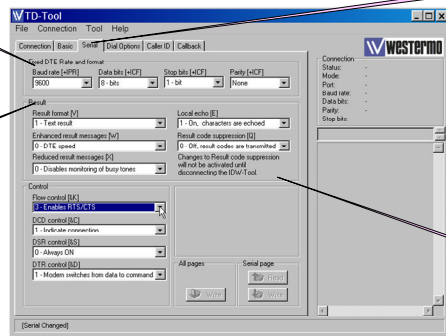 TD-Tool
File Connection Tool Help
Connection Basic Serial Dial Options Caller ID Callback
Fixed DTE Rate and format
Baud rate [+IPR] Data bits [+ICF] Stop bits [+ICF] Parity [+ICF]
9600 8 - bits 1 - bit None
Result
Result format [V] Local echo [E]
1 - Text result 1 - On, characters are echoed
Enhanced result messages [W] Result code suppression [Q]
0 - DTE speed 0 - Off, result codes are transmitted
Reduced result messages [X]
0 - Disables monitoring of busy tones
Changes to Result code suppression
will not be activated until
disconnecting the IDW-Tool.
Control
Flow control [&K]
3 - Enables RTS/CTS
DCD control [&C]
1 - Indicate connection
DSR control [&S]
0 - Always ON
DTR control [&D]
1 - Modem switches from data to command
All pages Serial page
Read
Write Write
Westermo
Connection
Status: -
Mode: -
Port: -
Baud rate: -
Data bits: -
Parity: -
Stop bits: -
[Serial Changed]